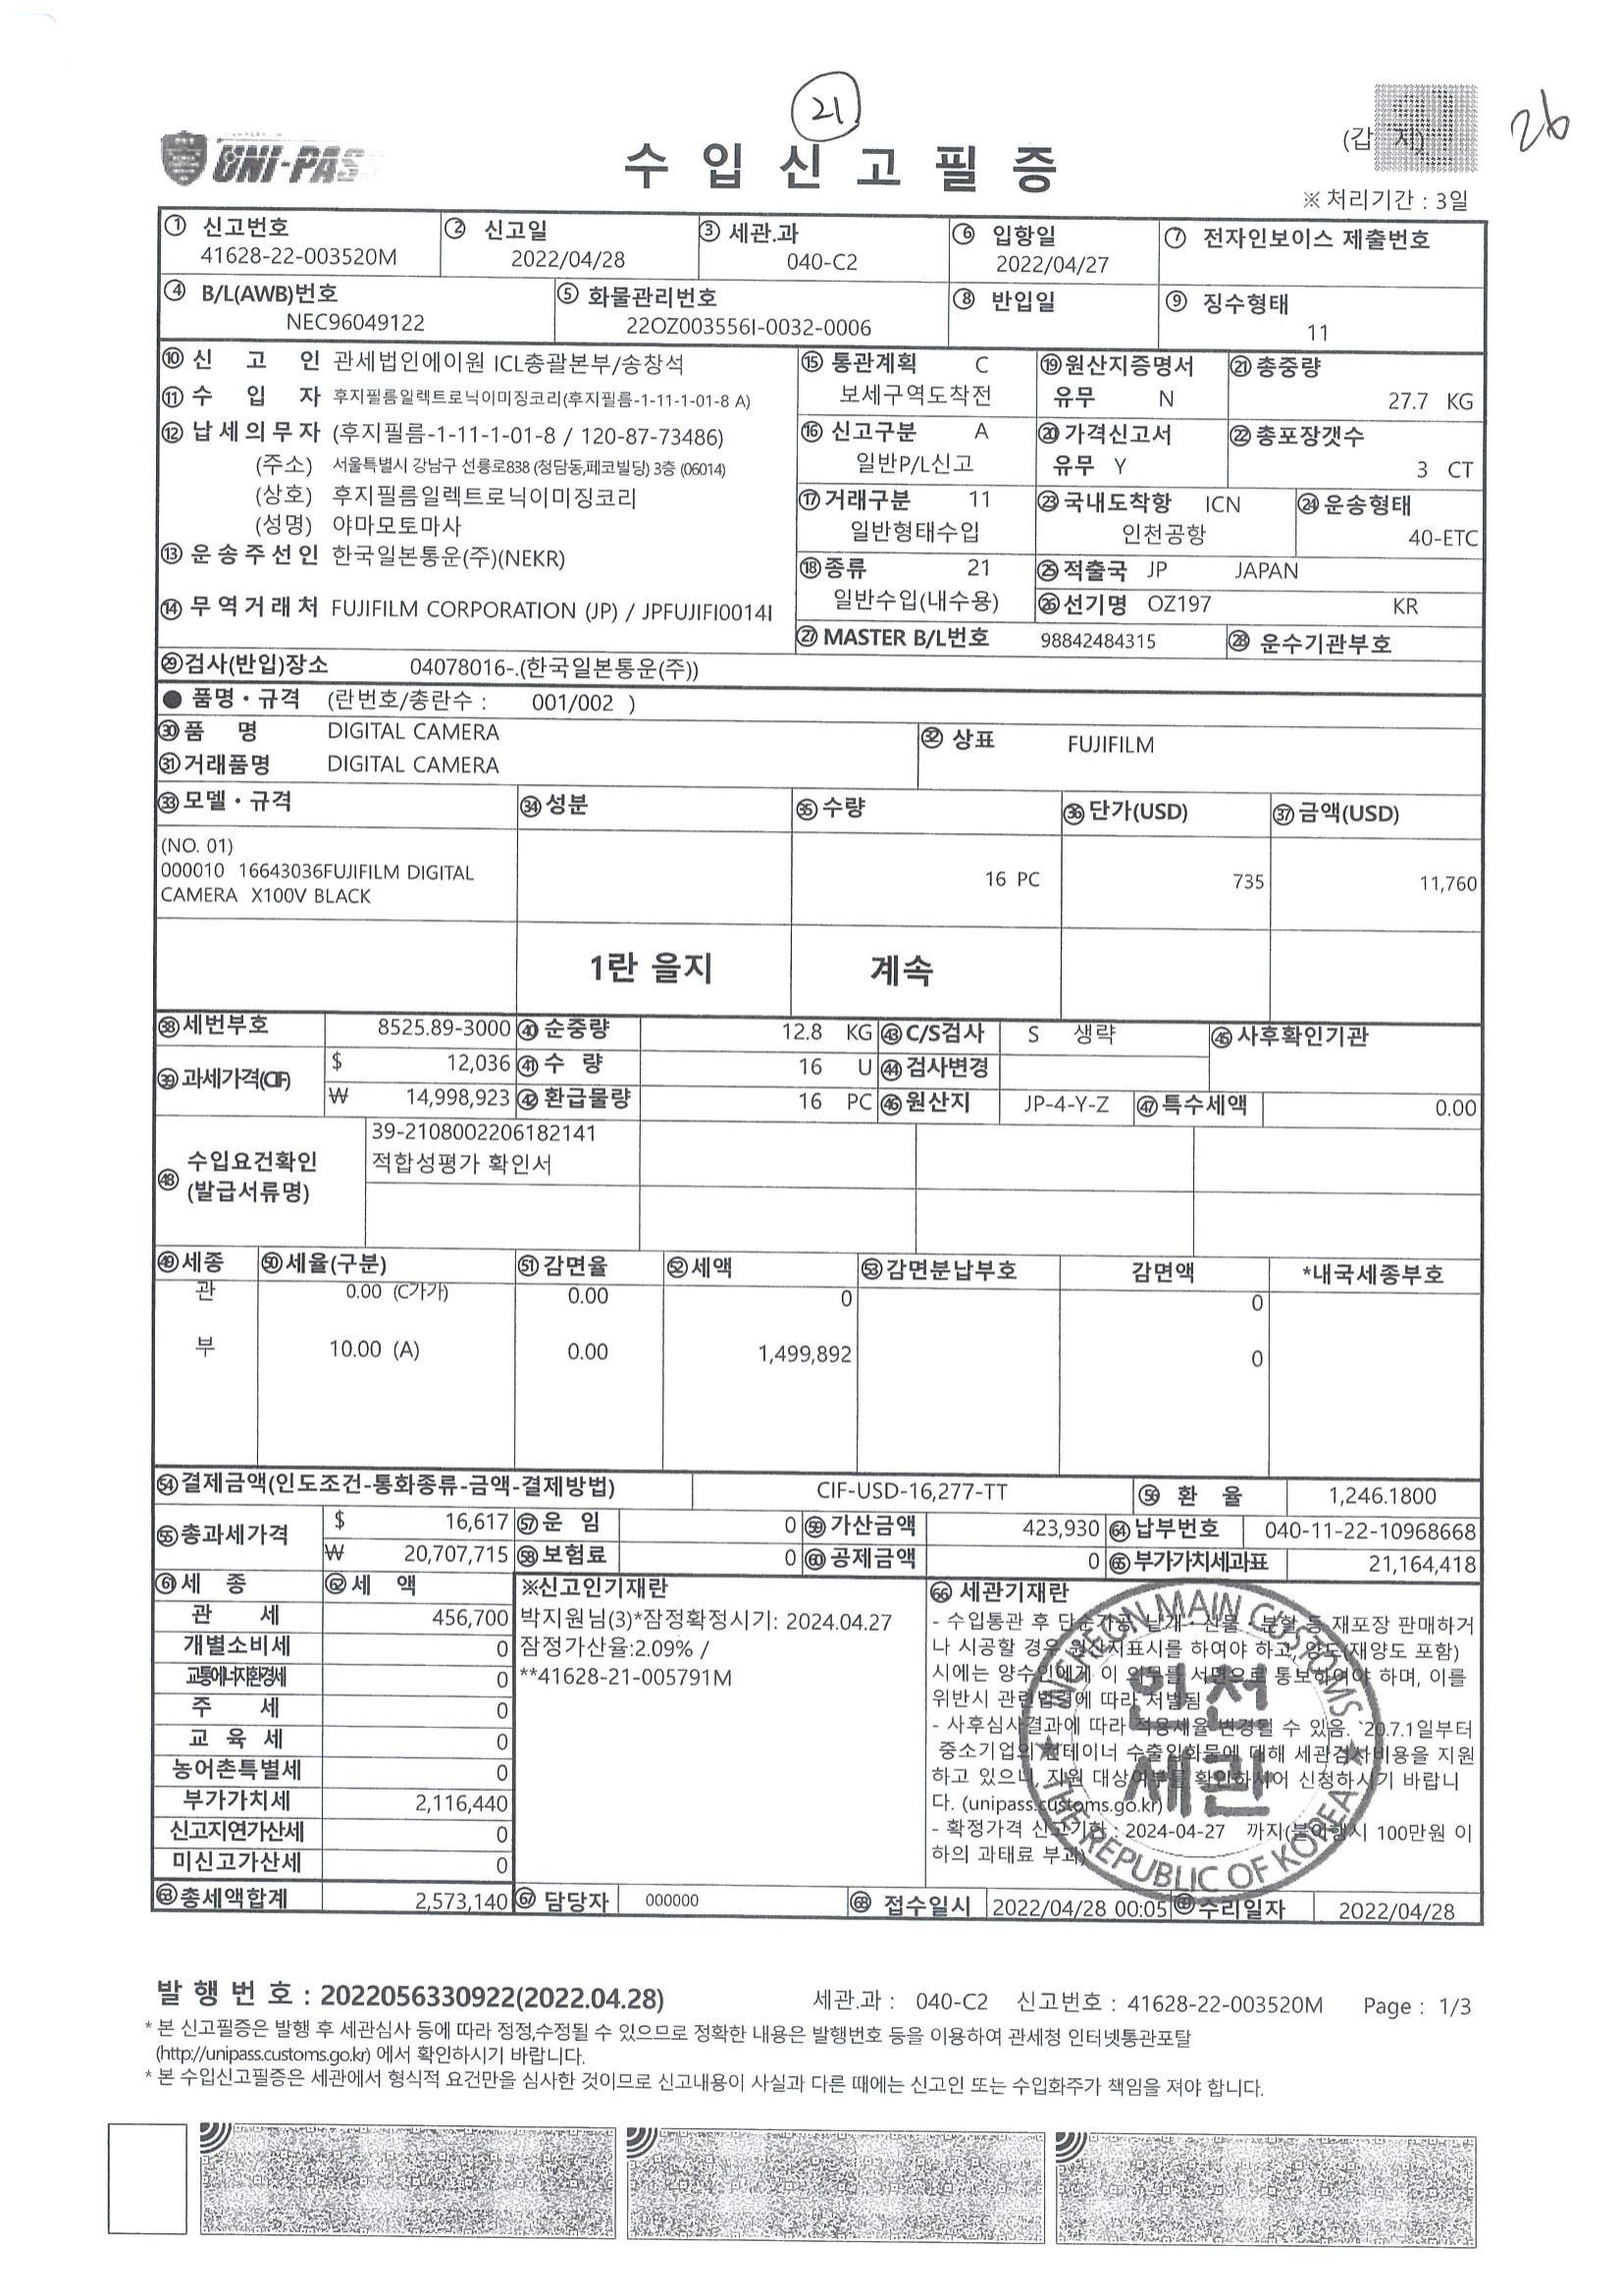 21
26
UNI-PASS
수입신고필증
(갑 지)
※ 처리기간 : 3일
① 신고번호 ② 신고일 ③ 세관.과 ⑥ 입항일 ⑦ 전자인보이스 제출번호
41628-22-003520M 2022/04/28 040-C2 2022/04/27
④ B/L(AWB)번호 ⑤ 화물관리번호 ⑧ 반입일 ⑨ 징수형태
NEC96049122 22OZ003556I-0032-0006 11
⑩ 신 고 인 관세법인에이원 ICL총괄본부/송창석
⑪ 수 입 자 후지필름일렉트로닉이미징코리(후지필름-1-11-1-01-8 A)
⑫ 납세의무자 (후지필름-1-11-1-01-8 / 120-87-73486)
(주소) 서울특별시 강남구 선릉로838 (청담동,페코빌딩) 3층 (06014)
(상호) 후지필름일렉트로닉이미징코리
(성명) 야마모토마사
⑬ 운송주선인 한국일본통운(주)(NEKR)
⑭ 무역거래처 FUJIFILM CORPORATION (JP) / JPFUJIFI0014I
⑮ 통관계획 C
보세구역도착전
⑯ 신고구분 A
일반P/L신고
⑰ 거래구분 11
일반형태수입
⑱ 종류 21
일반수입(내수용)
⑲ 원산지증명서
유무 N
⑳ 가격신고서
유무 Y
㉑ 총중량
27.7 KG
㉒ 총포장갯수
3 CT
㉓ 국내도착항 ICN
인천공항
㉔ 운송형태
40-ETC
㉕ 적출국 JP JAPAN
㉖ 선기명 OZ197 KR
㉗ MASTER B/L번호 98842484315 ㉘ 운수기관부호
㉙ 검사(반입)장소 04078016-.(한국일본통운(주))
● 품명・규격 (란번호/총란수 : 001/002 )
㉚ 품 명 DIGITAL CAMERA
㉛ 거래품명 DIGITAL CAMERA
㉜ 상표 FUJIFILM
㉝ 모델・규격 ㉞ 성분 ㉟ 수량 ㊱ 단가(USD) ㊲ 금액(USD)
(NO. 01)
000010 16643036FUJIFILM DIGITAL
CAMERA X100V BLACK
16 PC 735 11,760
1란 을지 계속
㊳ 세번부호 8525.89-3000 ㊵ 순중량 12.8 KG ㊸ C/S검사 S 생략 ㊺ 사후확인기관
㊴ 과세가격(CIF) $ 12,036 ㊶ 수 량 16 U ㊹ 검사변경
₩ 14,998,923 ㊷ 환급물량 16 PC ㊻ 원산지 JP-4-Y-Z ㊼ 특수세액 0.00
㊽ 수입요건확인
(발급서류명)
39-2108002206182141
적합성평가 확인서
㊾ 세종 ㊿ 세율(구분) 51 감면율 52 세액 53 감면분납부호 감면액 *내국세종부호
관 0.00 (C가가) 0.00 0 0
부 10.00 (A) 0.00 1,499,892 0
54 결제금액(인도조건-통화종류-금액-결제방법) CIF-USD-16,277-TT 56 환 율 1,246.1800
55 총과세가격 $ 16,617 57 운 임 0 59 가산금액 423,930 64 납부번호 040-11-22-10968668
₩ 20,707,715 58 보험료 0 60 공제금액 0 65 부가가치세과표 21,164,418
61 세 종 62 세 액
관 세 456,700
개별소비세 0
교통에너지환경세 0
주 세 0
교 육 세 0
농어촌특별세 0
부가가치세 2,116,440
신고지연가산세 0
미신고가산세 0
63 총세액합계 2,573,140
※신고인기재란
박지원님(3)*잠정확정시기: 2024.04.27
잠정가산율:2.09% /
**41628-21-005791M
66 세관기재란
- 수입통관 후 단순가공, 낱개・산물・분할 등 재포장 판매하거
나 시공할 경우 원산지표시를 하여야 하고, 양도(재양도 포함)
시에는 양수인에게 이 의무를 서면으로 통보하여야 하며, 이를
위반시 관련법령에 따라 처벌됨
- 사후심사결과에 따라 적용세율 변경될 수 있음. `20.7.1일부터
중소기업의 컨테이너 수출입화물에 대해 세관검사비용을 지원
하고 있으니, 지원 대상여부를 확인하시어 신청하시기 바랍니
다. (unipass.customs.go.kr)
- 확정가격 신고기한 : 2024-04-27 까지(불이행시 100만원 이
하의 과태료 부과)
INCHEON MAIN CUSTOMS
인천
세관
THE REPUBLIC OF KOREA
67 담당자 000000 68 접수일시 2022/04/28 00:05 69 수리일자 2022/04/28
발 행 번 호 : 2022056330922(2022.04.28)
세관.과 : 040-C2 신고번호 : 41628-22-003520M Page : 1/3
* 본 신고필증은 발행 후 세관심사 등에 따라 정정,수정될 수 있으므로 정확한 내용은 발행번호 등을 이용하여 관세청 인터넷통관포탈
(http://unipass.customs.go.kr) 에서 확인하시기 바랍니다.
* 본 수입신고필증은 세관에서 형식적 요건만을 심사한 것이므로 신고내용이 사실과 다른 때에는 신고인 또는 수입화주가 책임을 져야 합니다.